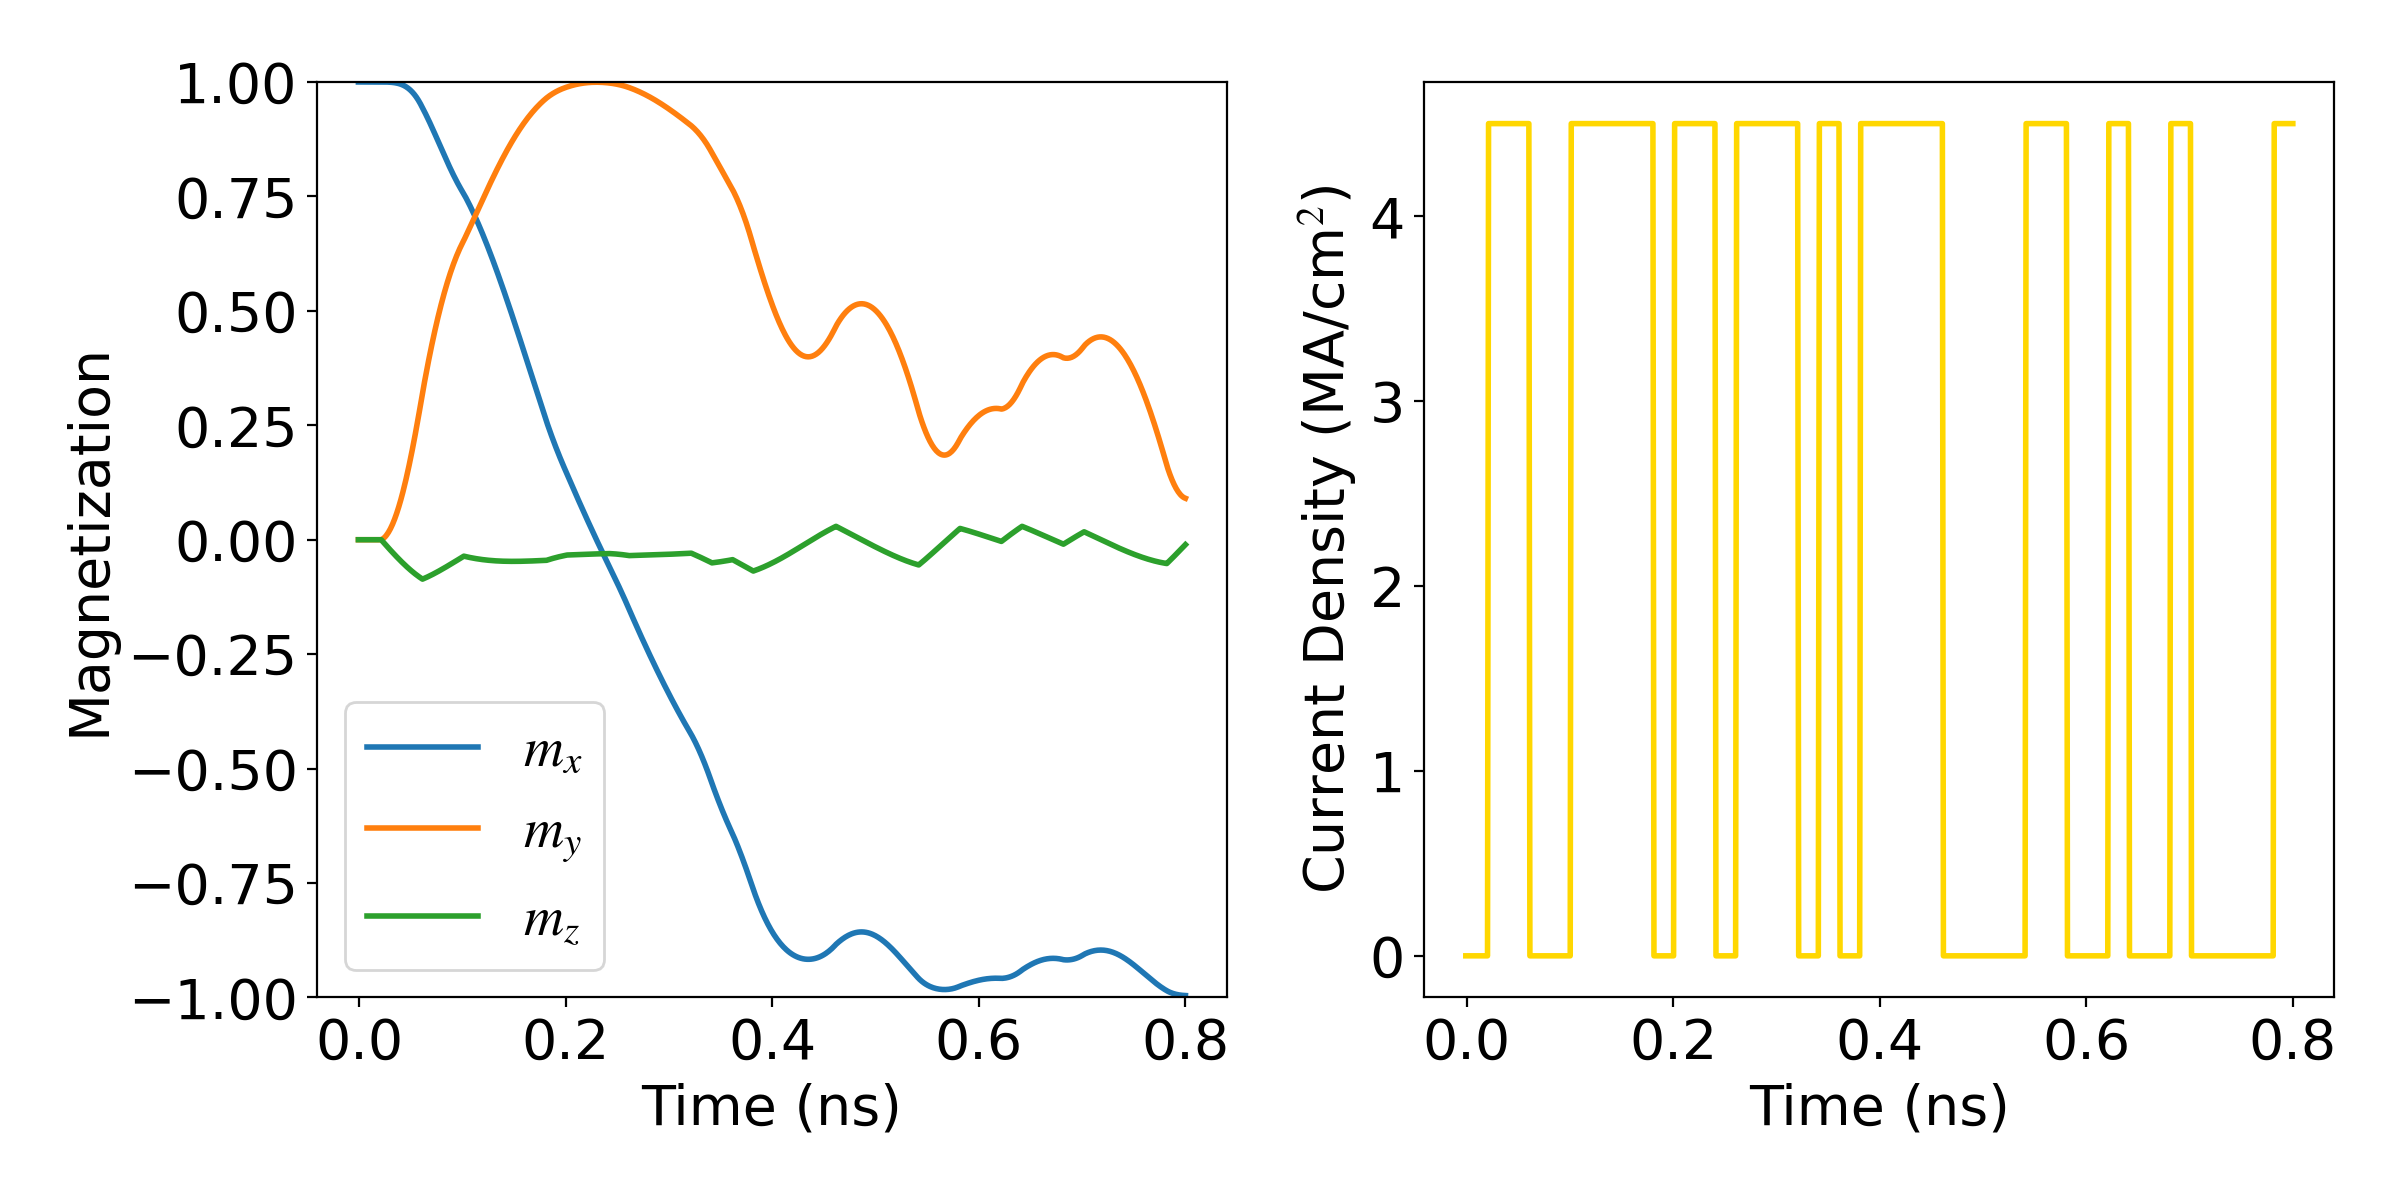 Magnetization
1.00
0.75
0.50
0.25
0.00
−0.25
−0.50
−0.75
−1.00
m_x
m_y
m_z
0.0 0.2 0.4 0.6 0.8
Time (ns)
Current Density (MA/cm²)
4
3
2
1
0
0.0 0.2 0.4 0.6 0.8
Time (ns)